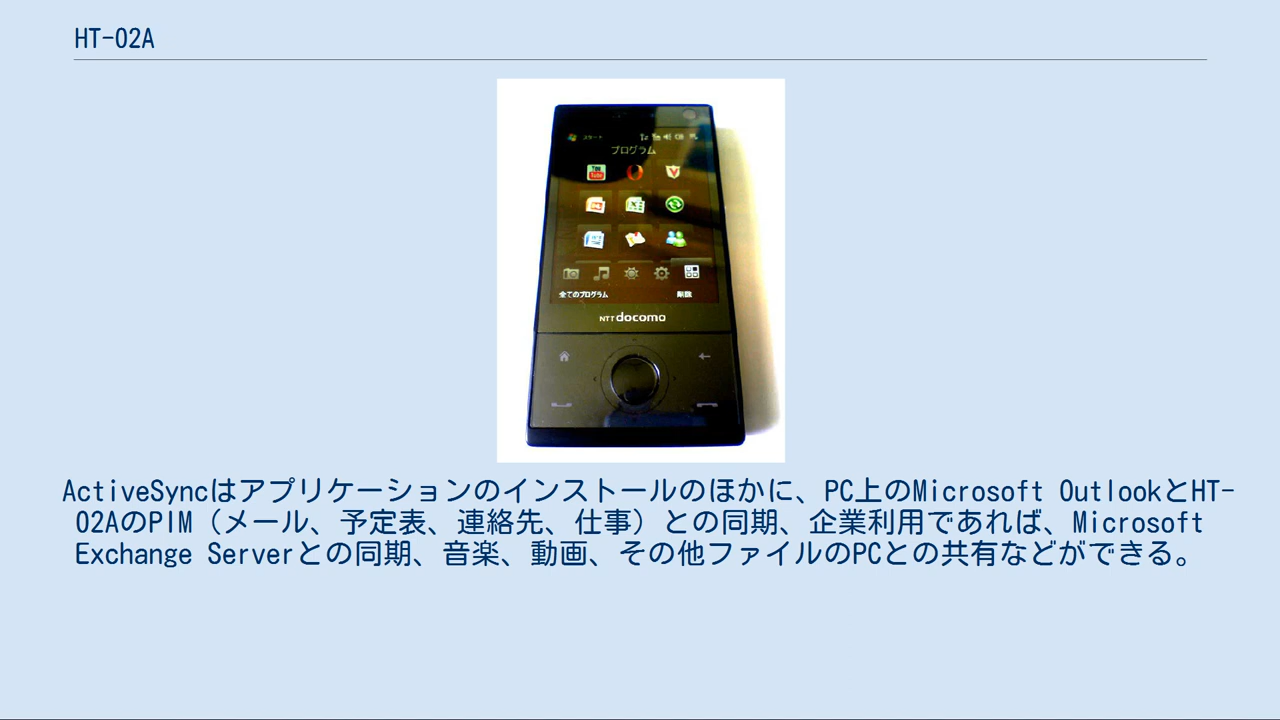 HT-02A
スタート
プログラム
You
Tube
全てのプログラム
削除
NTT docomo
ActiveSyncはアプリケーションのインストールのほかに、PC上のMicrosoft OutlookとHT-
02AのPIM（メール、予定表、連絡先、仕事）との同期、企業利用であれば、Microsoft
Exchange Serverとの同期、音楽、動画、その他ファイルのPCとの共有などができる。